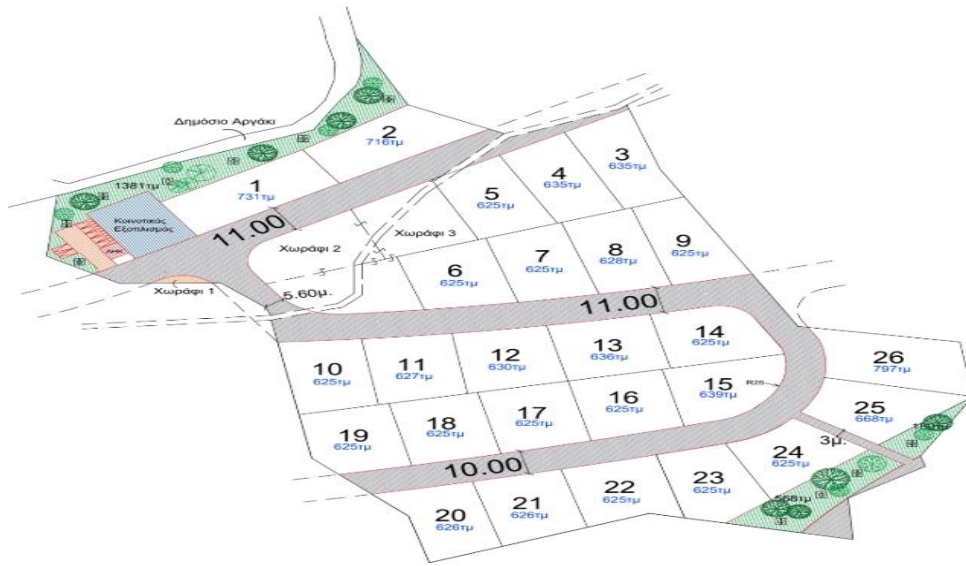 Δημόσιο Αργάκι
2
716τμ
3
635τμ
4
635τμ
1381τμ
1
731τμ
5
625τμ
Κοινοτικός
Εξοπλισμός
ΑΗΚ
11.00
Χωράφι 2
Χωράφι 3
9
625τμ
8
628τμ
7
625τμ
6
625τμ
Χωράφι 1
5.60μ.
11.00
10
625τμ
11
627τμ
12
630τμ
13
636τμ
14
625τμ
26
797τμ
15
639τμ
R25
16
625τμ
25
668τμ
17
625τμ
18
625τμ
19
625τμ
3μ.
24
625τμ
10.00
23
625τμ
22
625τμ
21
626τμ
20
626τμ
568τμ